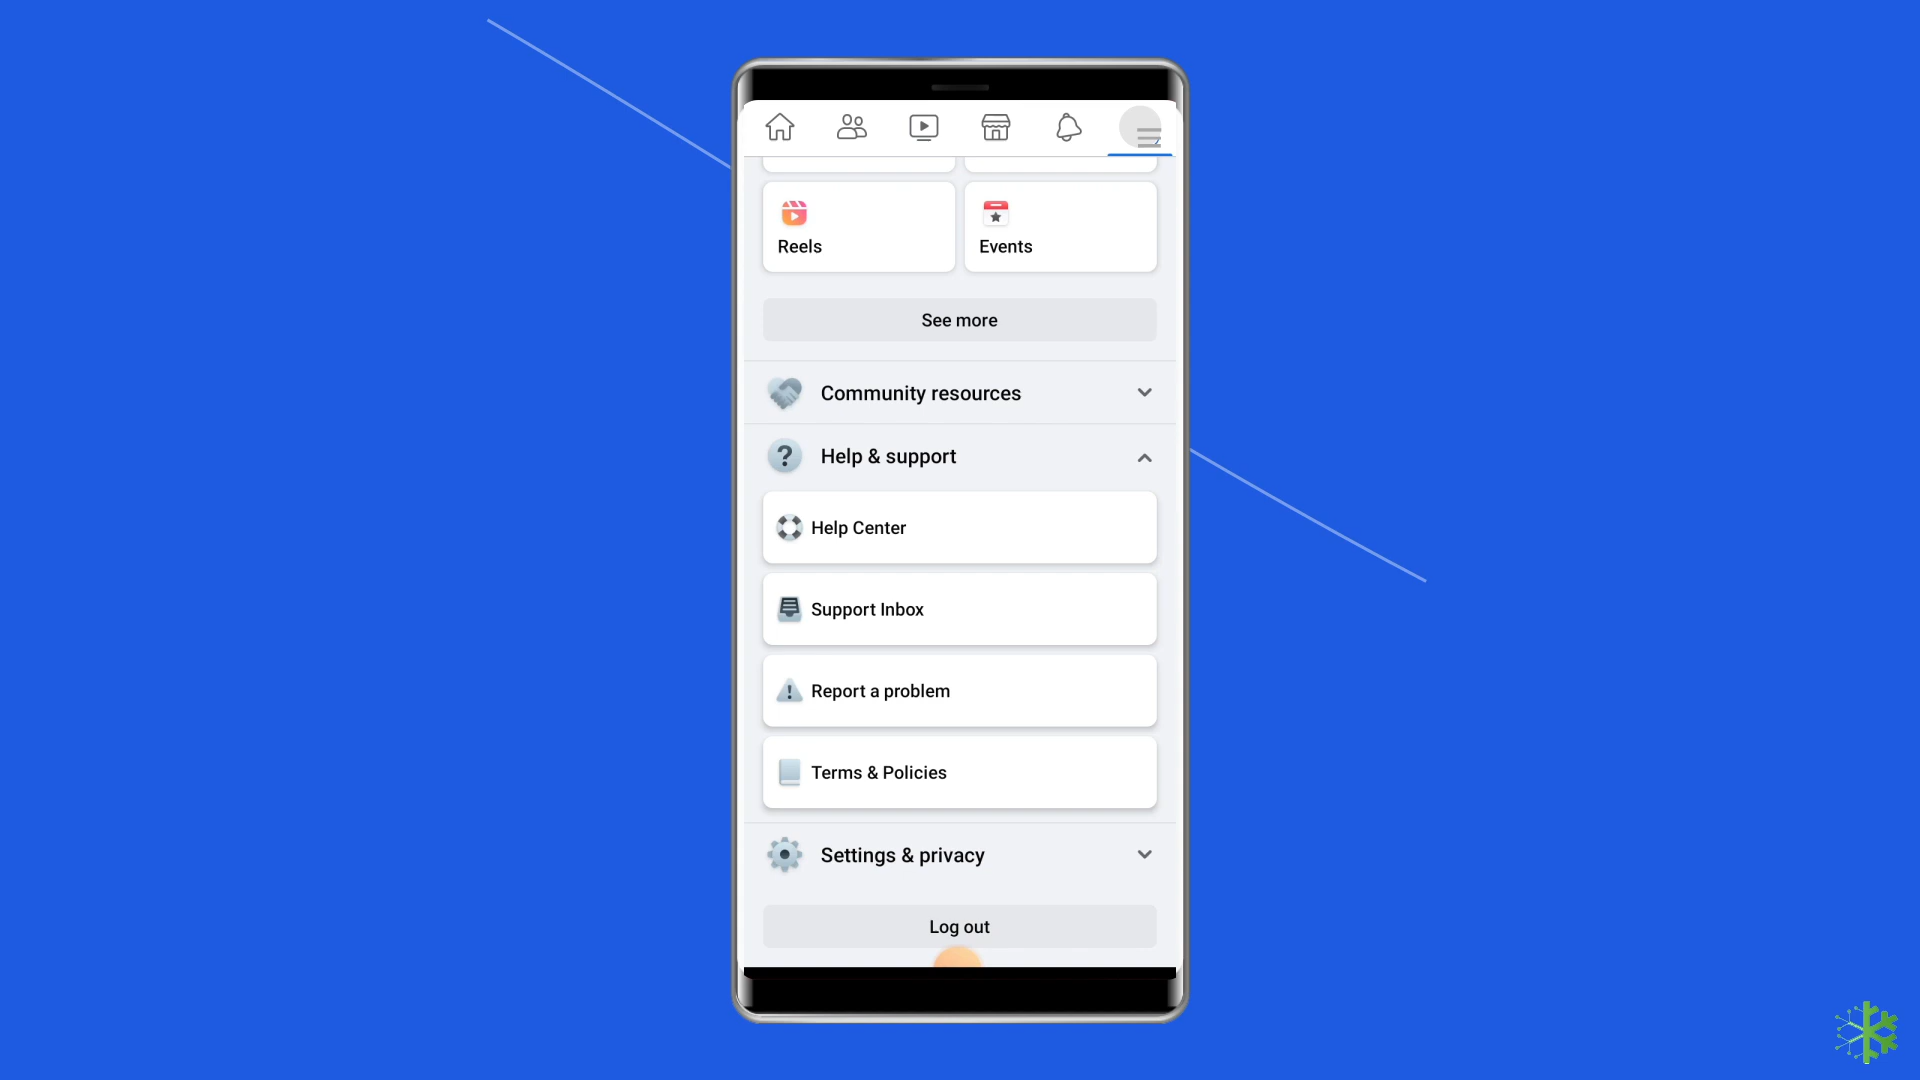 Reels
Events
See more
Community resources
Help & support
Help Center
Support Inbox
Report a problem
Terms & Policies
Settings & privacy
Log out